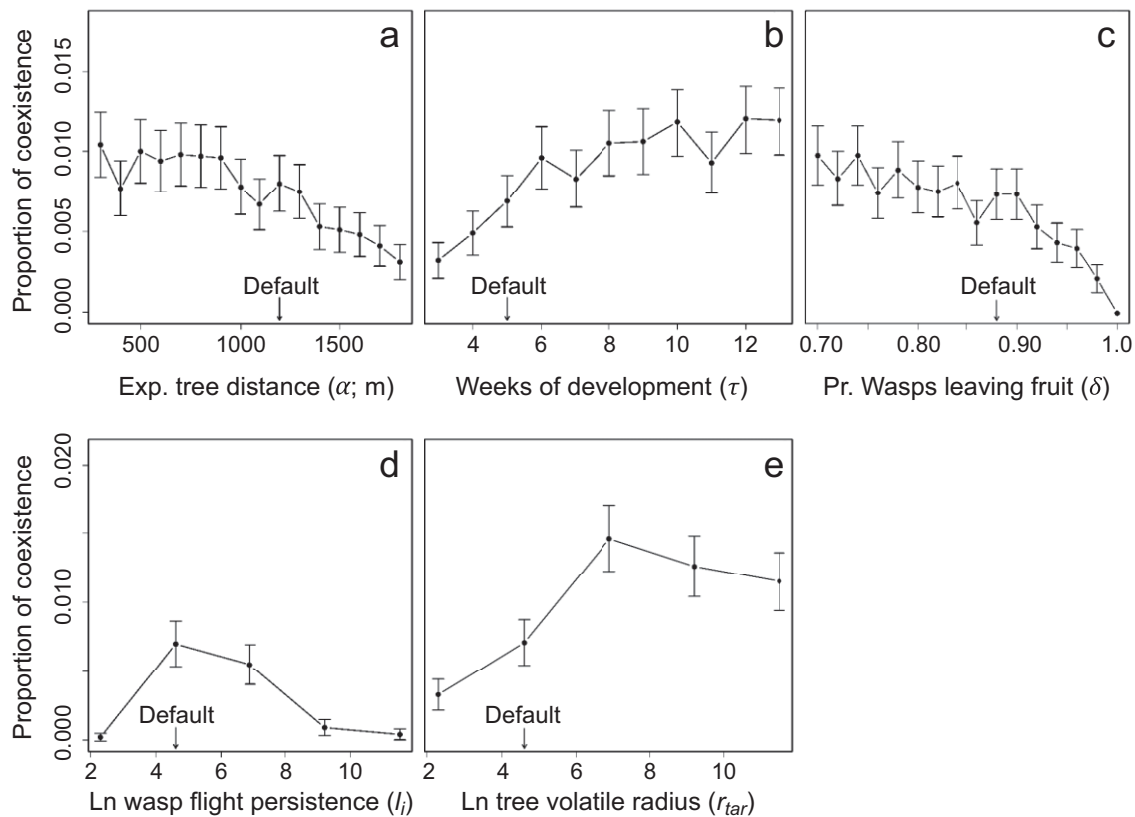 a
b
c
Proportion of coexistence
0.015
0.010
0.005
0.000
Default
Default
Default
500 1000 1500
4 6 8 10 12
0.70 0.80 0.90 1.0
Exp. tree distance (α; m)
Weeks of development (τ)
Pr. Wasps leaving fruit (δ)
d
e
Proportion of coexistence
0.020
0.010
0.000
Default
Default
2 4 6 8 10
2 4 6 8 10
Ln wasp flight persistence (lᵢ)
Ln tree volatile radius (r_tar)